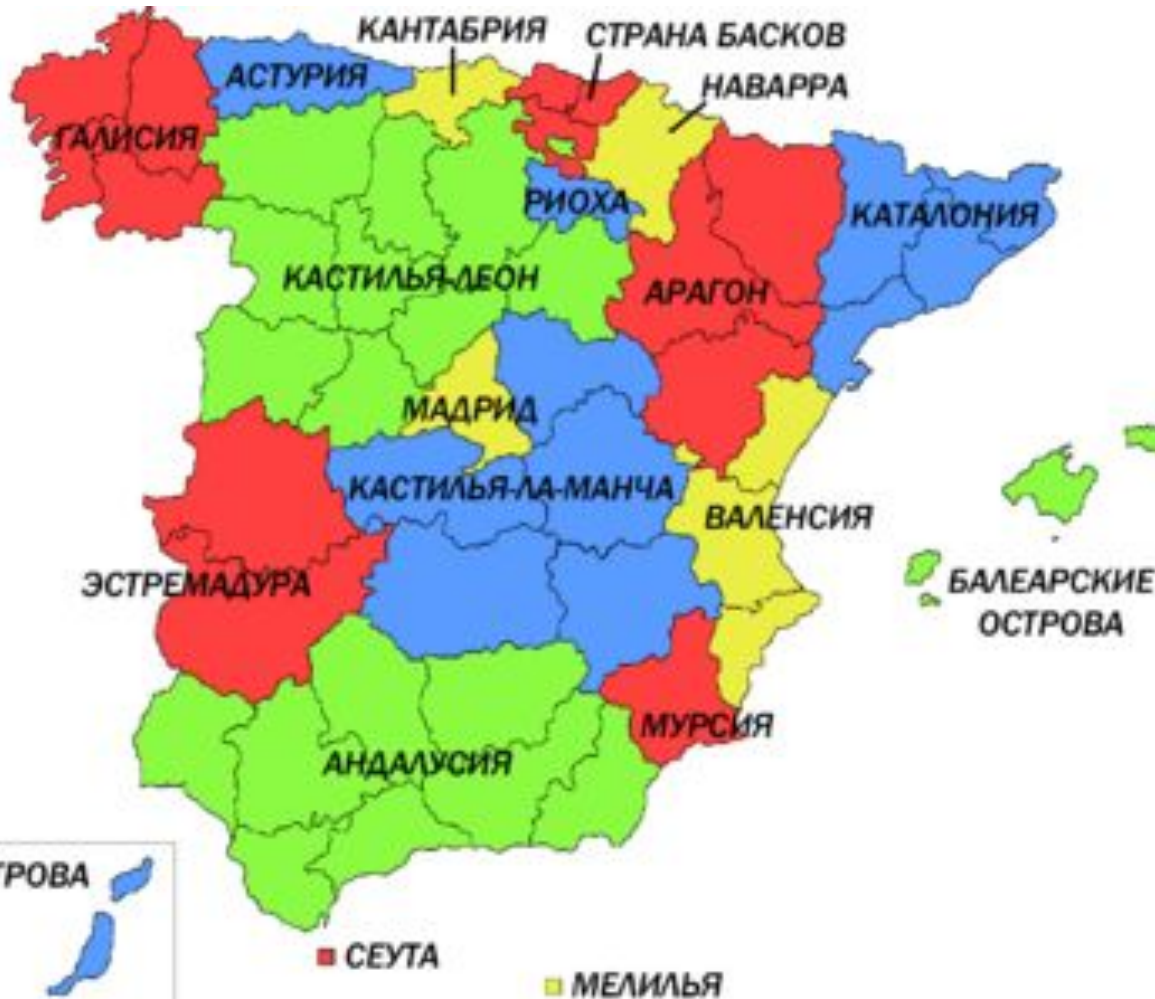 КАНТАБРИЯ
СТРАНА БАСКОВ
АСТУРИЯ
НАВАРРА
ГАЛИСИЯ
РИОХА
КАТАЛОНИЯ
КАСТИЛЬЯ-ЛЕОН
АРАГОН
МАДРИД
КАСТИЛЬЯ-ЛА-МАНЧА
ВАЛЕНСИЯ
ЭСТРЕМАДУРА
БАЛЕАРСКИЕ
ОСТРОВА
МУРСИЯ
АНДАЛУСИЯ
ТРОВА
СЕУТА
МЕЛИЛЬЯ